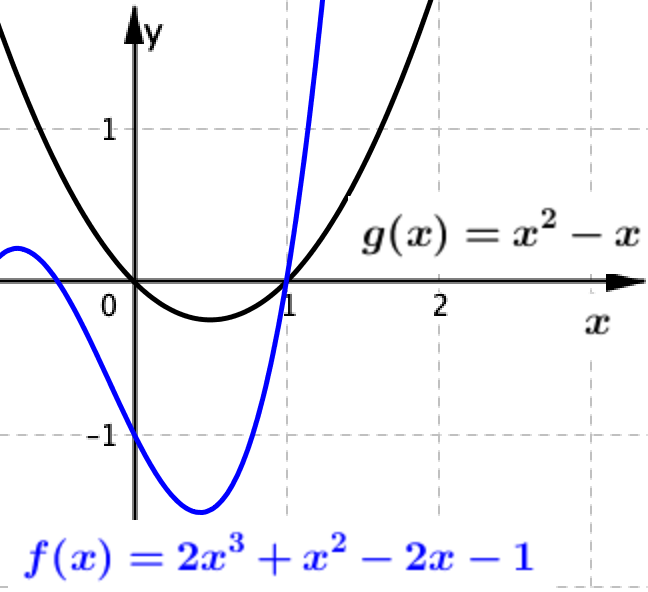 y
1
g(x) = x² − x
0 1 2
x
−1
f(x) = 2x³ + x² − 2x − 1